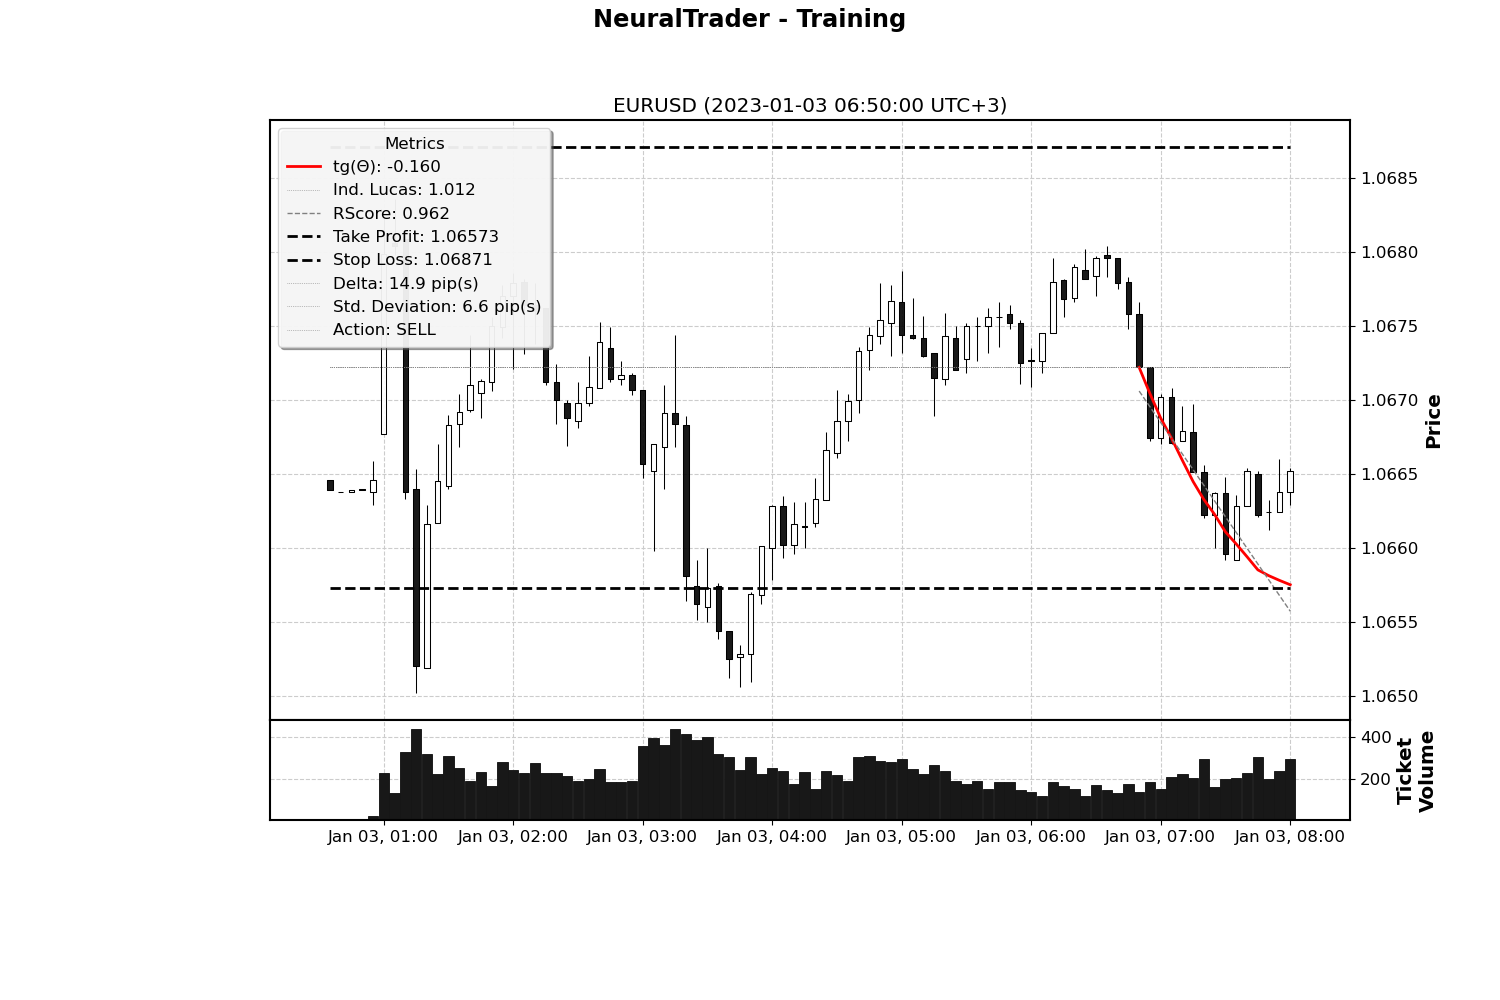 NeuralTrader - Training
EURUSD (2023-01-03 06:50:00 UTC+3)
Metrics
tg(Θ): -0.160
Ind. Lucas: 1.012
RScore: 0.962
Take Profit: 1.06573
Stop Loss: 1.06871
Delta: 14.9 pip(s)
Std. Deviation: 6.6 pip(s)
Action: SELL
1.0685
1.0680
1.0675
1.0670
1.0665
1.0660
1.0655
1.0650
Price
400
200
Ticket
Volume
Jan 03, 01:00
Jan 03, 02:00
Jan 03, 03:00
Jan 03, 04:00
Jan 03, 05:00
Jan 03, 06:00
Jan 03, 07:00
Jan 03, 08:00